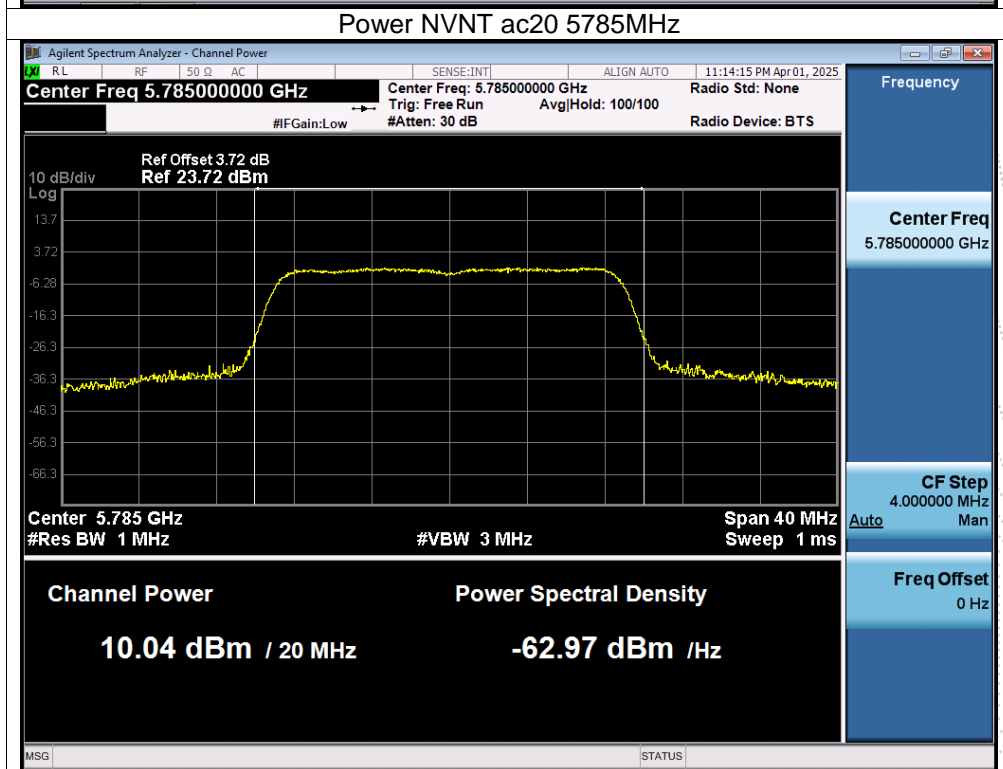 Power NVNT ac20 5785MHz
Agilent Spectrum Analyzer - Channel Power
LXI RL RF 50 Ω AC SENSE:INT ALIGN AUTO 11:14:15 PM Apr 01, 2025
Center Freq 5.785000000 GHz
#IFGain:Low
Center Freq: 5.785000000 GHz
Trig: Free Run Avg|Hold: 100/100
#Atten: 30 dB
Radio Std: None
Radio Device: BTS
Ref Offset 3.72 dB
10 dB/div Ref 23.72 dBm
Log
13.7
3.72
-6.28
-16.3
-26.3
-36.3
-46.3
-56.3
-66.3
Center 5.785 GHz Span 40 MHz
#Res BW 1 MHz #VBW 3 MHz Sweep 1 ms
Channel Power Power Spectral Density
10.04 dBm / 20 MHz -62.97 dBm /Hz
MSG STATUS
Frequency
Center Freq
5.785000000 GHz
CF Step
4.000000 MHz
Auto Man
Freq Offset
0 Hz